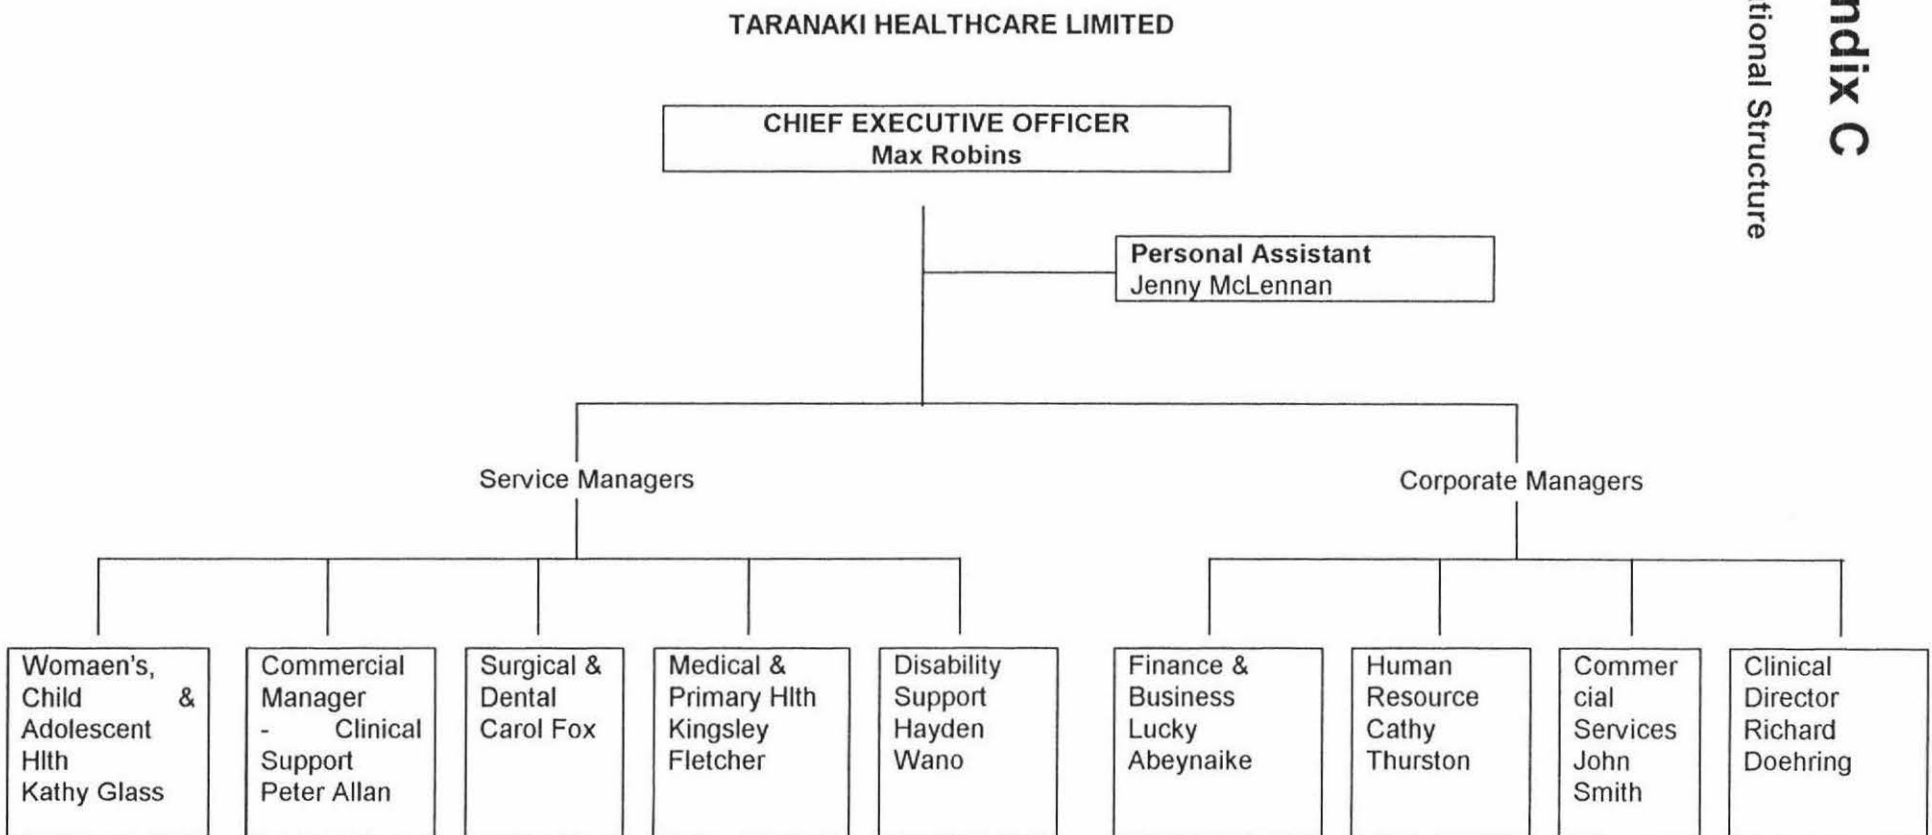 TARANAKI HEALTHCARE LIMITED
ndix C
tional Structure
CHIEF EXECUTIVE OFFICER
Max Robins
Personal Assistant
Jenny McLennan
Service Managers
Corporate Managers
Womaen's,
Child &
Adolescent
Hlth
Kathy Glass
Commercial
Manager
- Clinical
Support
Peter Allan
Surgical &
Dental
Carol Fox
Medical &
Primary Hlth
Kingsley
Fletcher
Disability
Support
Hayden
Wano
Finance &
Business
Lucky
Abeynaike
Human
Resource
Cathy
Thurston
Commer
cial
Services
John
Smith
Clinical
Director
Richard
Doehring